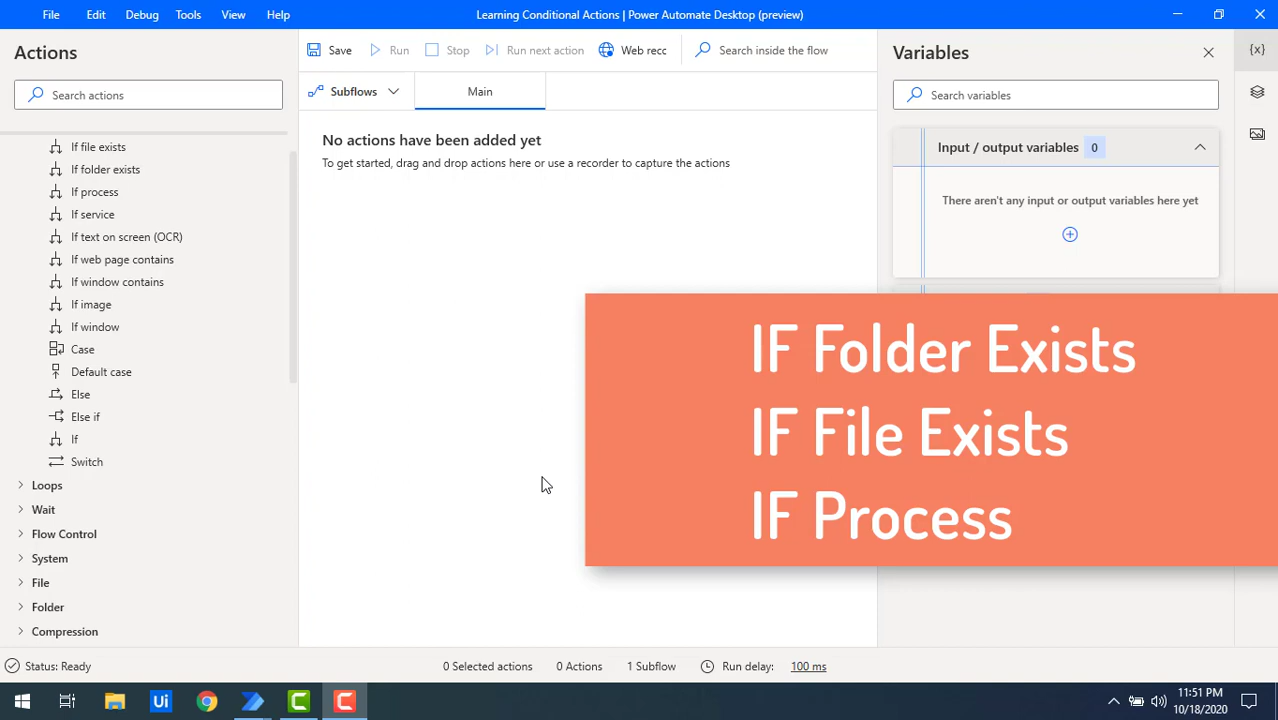 File Edit Debug Tools View Help
Learning Conditional Actions | Power Automate Desktop (preview)
Actions
Search actions
If file exists
If folder exists
If process
If service
If text on screen (OCR)
If web page contains
If window contains
If image
If window
Case
Default case
Else
Else if
If
Switch
Loops
Wait
Flow Control
System
File
Folder
Compression
Save Run Stop Run next action Web recc Search inside the flow
Subflows Main
No actions have been added yet
To get started, drag and drop actions here or use a recorder to capture the actions
Variables
{x}
Search variables
Input / output variables 0
There aren't any input or output variables here yet
IF Folder Exists
IF File Exists
IF Process
Status: Ready 0 Selected actions 0 Actions 1 Subflow Run delay: 100 ms
Ui
11:51 PM
10/18/2020